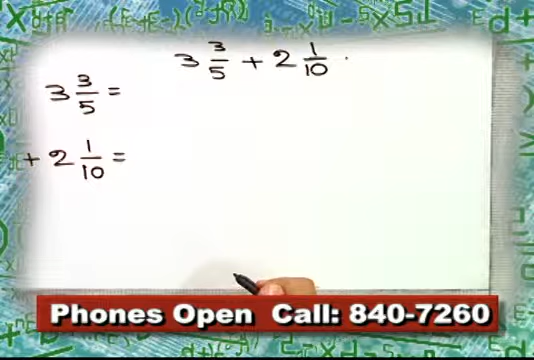 3 3/5 + 2 1/10
3 3/5 =
+ 2 1/10 =
Phones Open Call: 840-7260